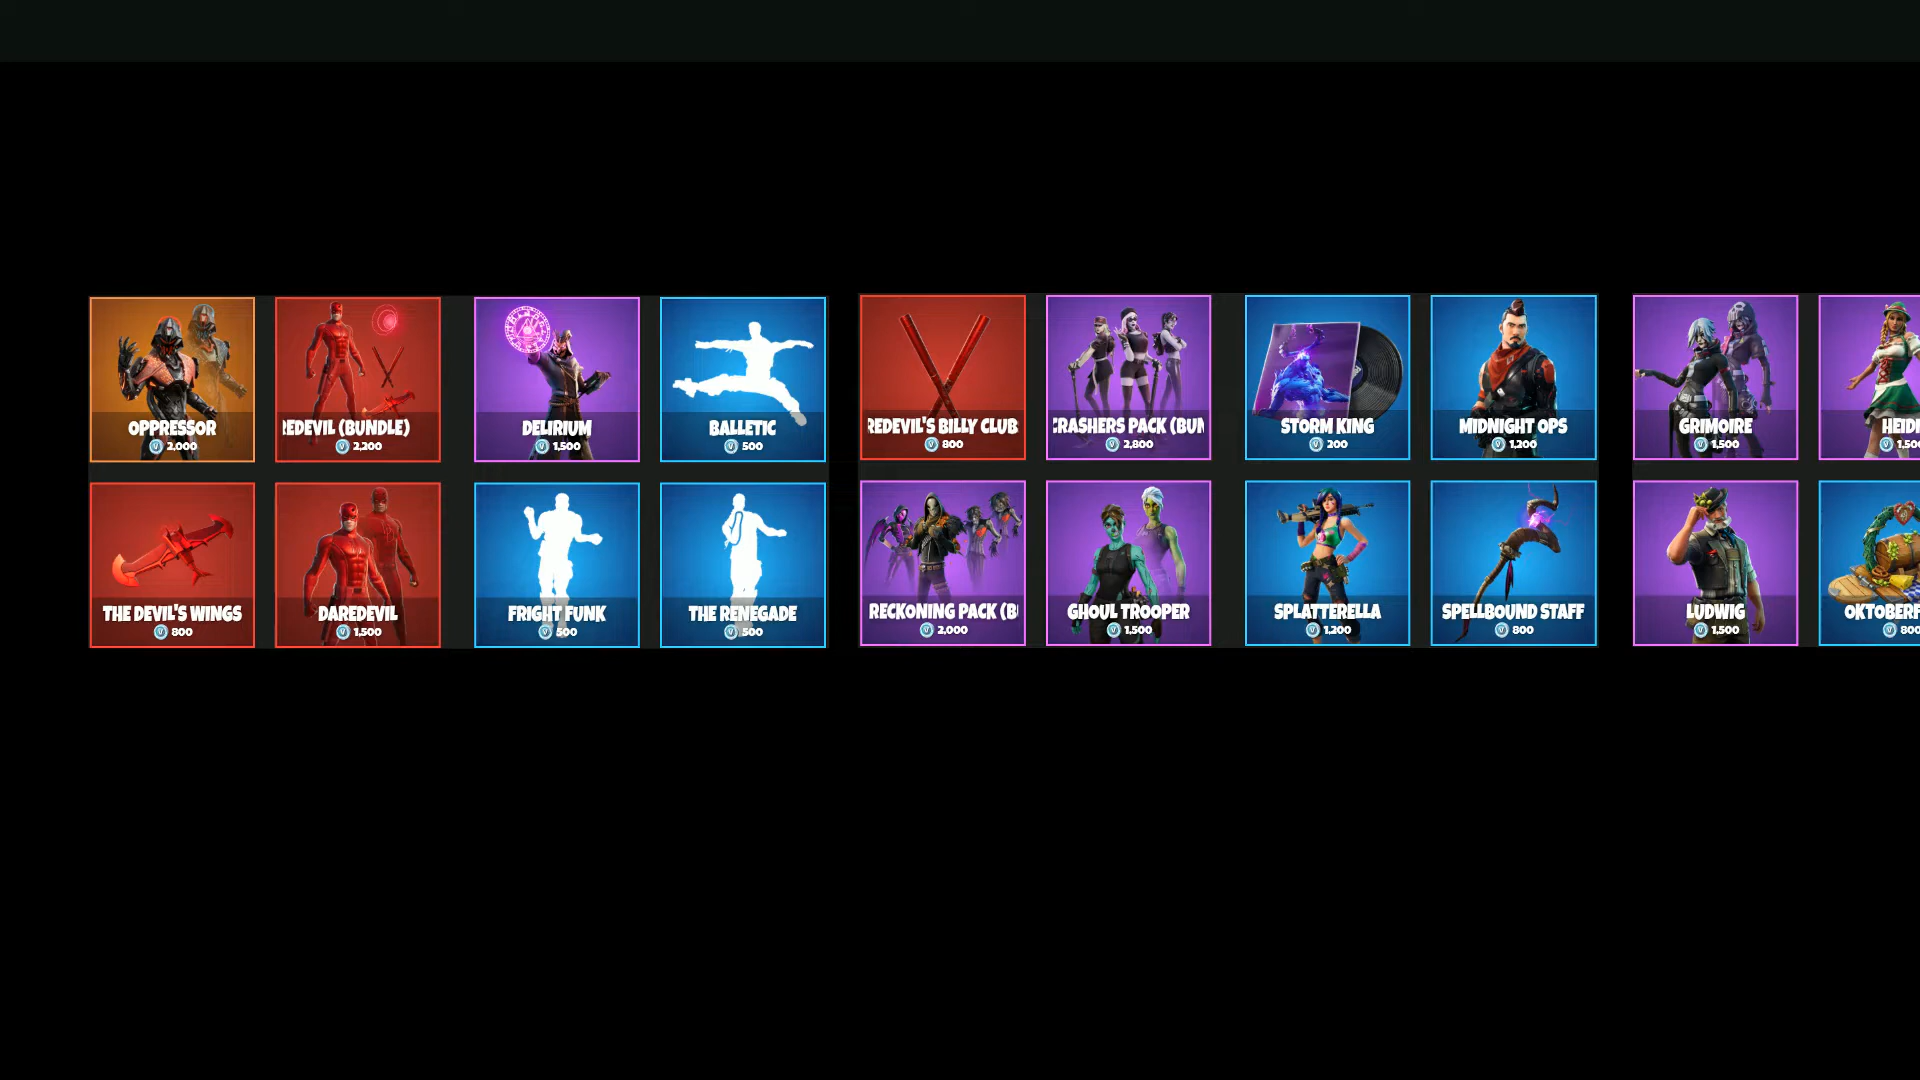 OPPRESSOR
2,000
REDEVIL (BUNDLE)
2,200
DELIRIUM
1,500
BALLETIC
500
REDEVIL'S BILLY CLUB
800
CRASHERS PACK (BUN
2,800
STORM KING
200
MIDNIGHT OPS
1,200
GRIMOIRE
1,500
HEIDI
1,500
THE DEVIL'S WINGS
800
DAREDEVIL
1,500
FRIGHT FUNK
500
THE RENEGADE
500
RECKONING PACK (B
2,000
GHOUL TROOPER
1,500
SPLATTERELLA
1,200
SPELLBOUND STAFF
800
LUDWIG
1,500
OKTOBERF
800